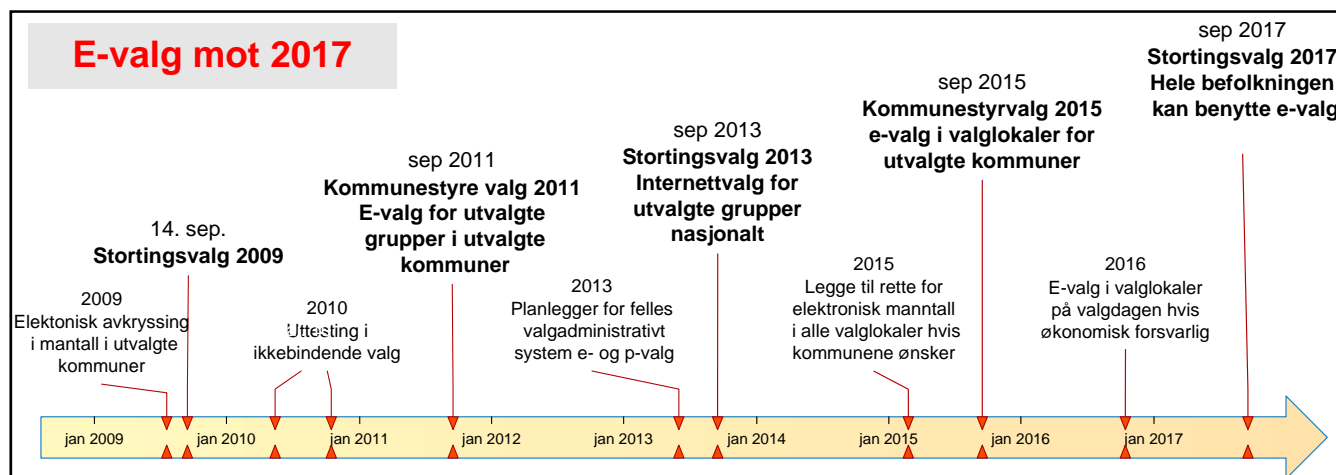 E-valg mot 2017
sep 2017
Stortingsvalg 2017
Hele befolkningen
kan benytte e-valg
sep 2015
Kommunestyrvalg 2015
e-valg i valglokaler for
utvalgte kommuner
sep 2013
Stortingsvalg 2013
Internettvalg for
utvalgte grupper
nasjonalt
sep 2011
Kommunestyre valg 2011
E-valg for utvalgte
grupper i utvalgte
kommuner
14. sep.
Stortingsvalg 2009
2009
Elektonisk avkryssing
i mantall i utvalgte
kommuner
2010
Uttesting i
ikkebindende valg
2013
Planlegger for felles
valgadministrativt
system e- og p-valg
2015
Legge til rette for
elektronisk manntall
i alle valglokaler hvis
kommunene ønsker
2016
E-valg i valglokaler
på valgdagen hvis
økonomisk forsvarlig
jan 2009
jan 2010
jan 2011
jan 2012
jan 2013
jan 2014
jan 2015
jan 2016
jan 2017